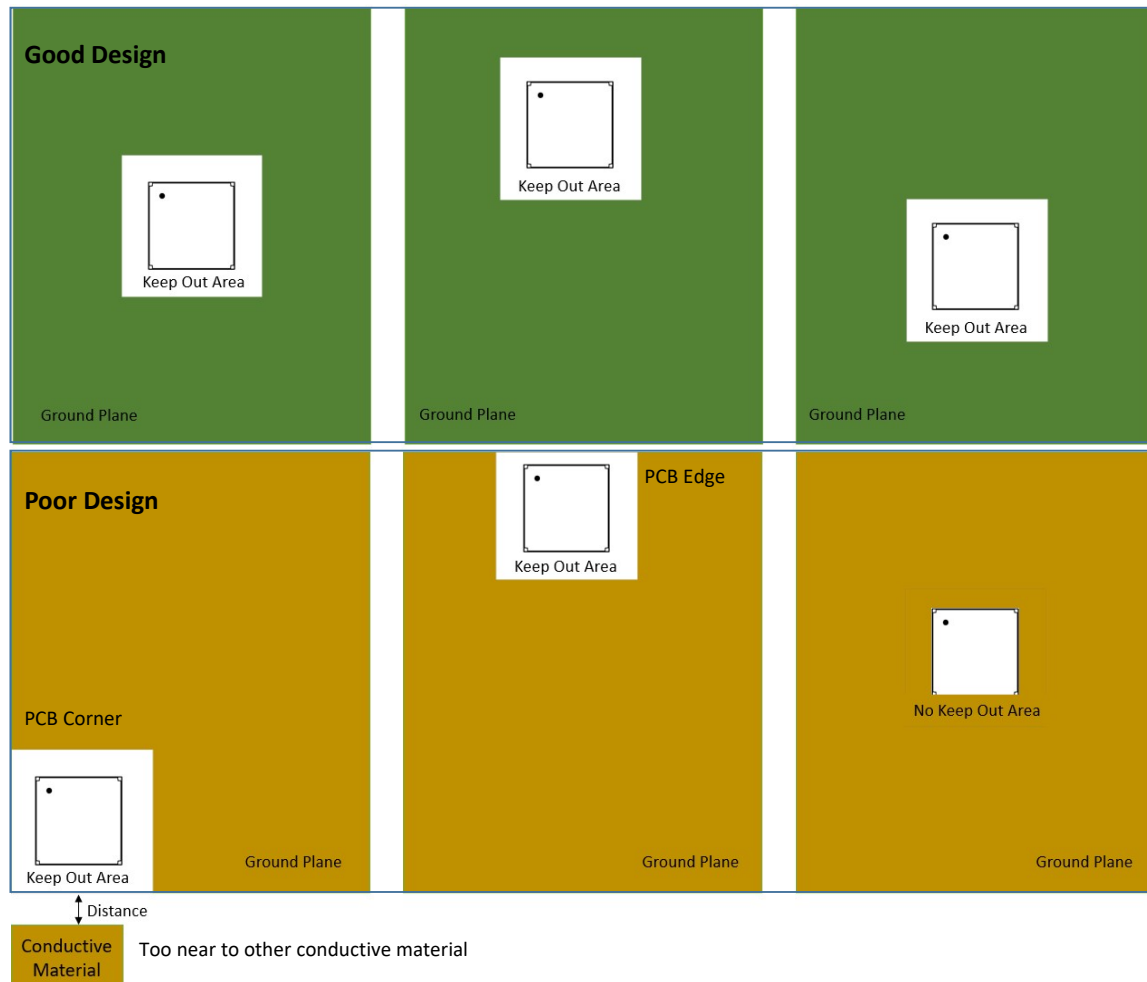 Good Design
Keep Out Area
Keep Out Area
Keep Out Area
Ground Plane
Ground Plane
Ground Plane
Poor Design
PCB Edge
Keep Out Area
No Keep Out Area
PCB Corner
Keep Out Area
Ground Plane
Ground Plane
Ground Plane
Distance
Conductive
Material
Too near to other conductive material